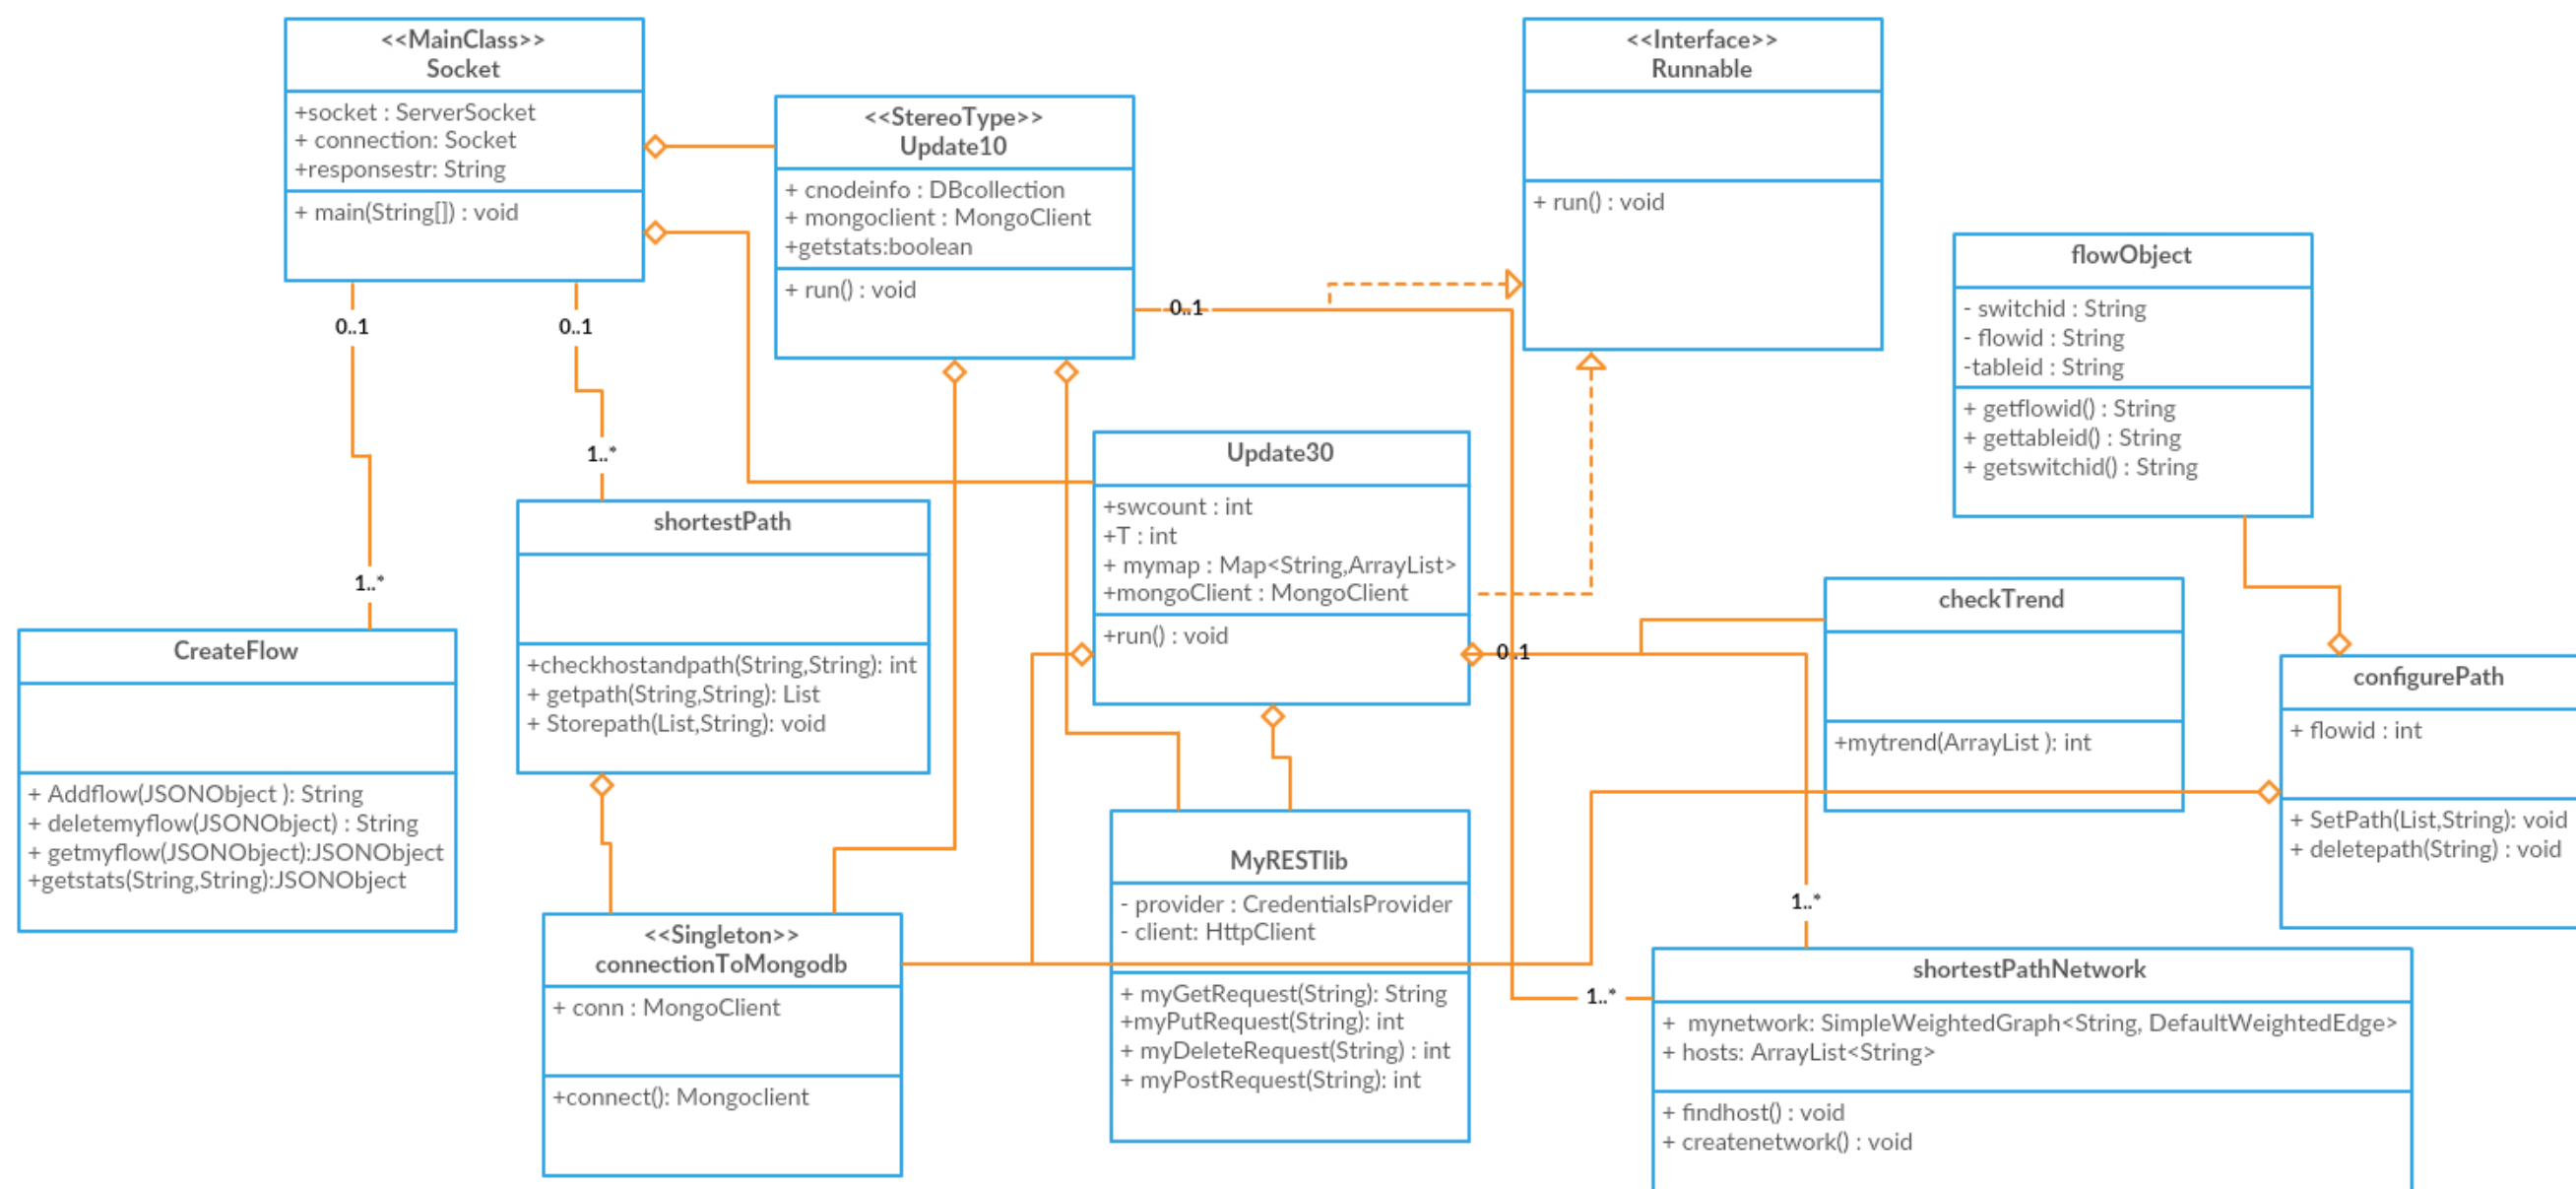 <<MainClass>>
Socket
+socket : ServerSocket
+ connection: Socket
+responsestr: String
+ main(String[]) : void
<<StereoType>>
Update10
+ cnodeinfo : DBcollection
+ mongoclient : MongoClient
+getstats:boolean
+ run() : void
<<Interface>>
Runnable
+ run() : void
flowObject
- switchid : String
- flowid : String
-tableid : String
+ getflowid() : String
+ gettableid() : String
+ getswitchid() : String
0..1
0..1
0..1
1..*
1..*
Update30
+swcount : int
+T : int
+ mymap : Map<String,ArrayList>
+mongoClient : MongoClient
+run() : void
0..1
shortestPath
+checkhostandpath(String,String): int
+ getpath(String,String): List
+ Storepath(List,String): void
checkTrend
+mytrend(ArrayList ): int
CreateFlow
+ Addflow(JSONObject ): String
+ deletemyflow(JSONObject) : String
+ getmyflow(JSONObject):JSONObject
+getstats(String,String):JSONObject
configurePath
+ flowid : int
+ SetPath(List,String): void
+ deletepath(String) : void
MyRESTlib
- provider : CredentialsProvider
- client: HttpClient
+ myGetRequest(String): String
+myPutRequest(String): int
+ myDeleteRequest(String) : int
+ myPostRequest(String): int
1..*
1..*
<<Singleton>>
connectionToMongodb
+ conn : MongoClient
+connect(): Mongoclient
shortestPathNetwork
+  mynetwork: SimpleWeightedGraph<String, DefaultWeightedEdge>
+ hosts: ArrayList<String>
+ findhost() : void
+ createnetwork() : void